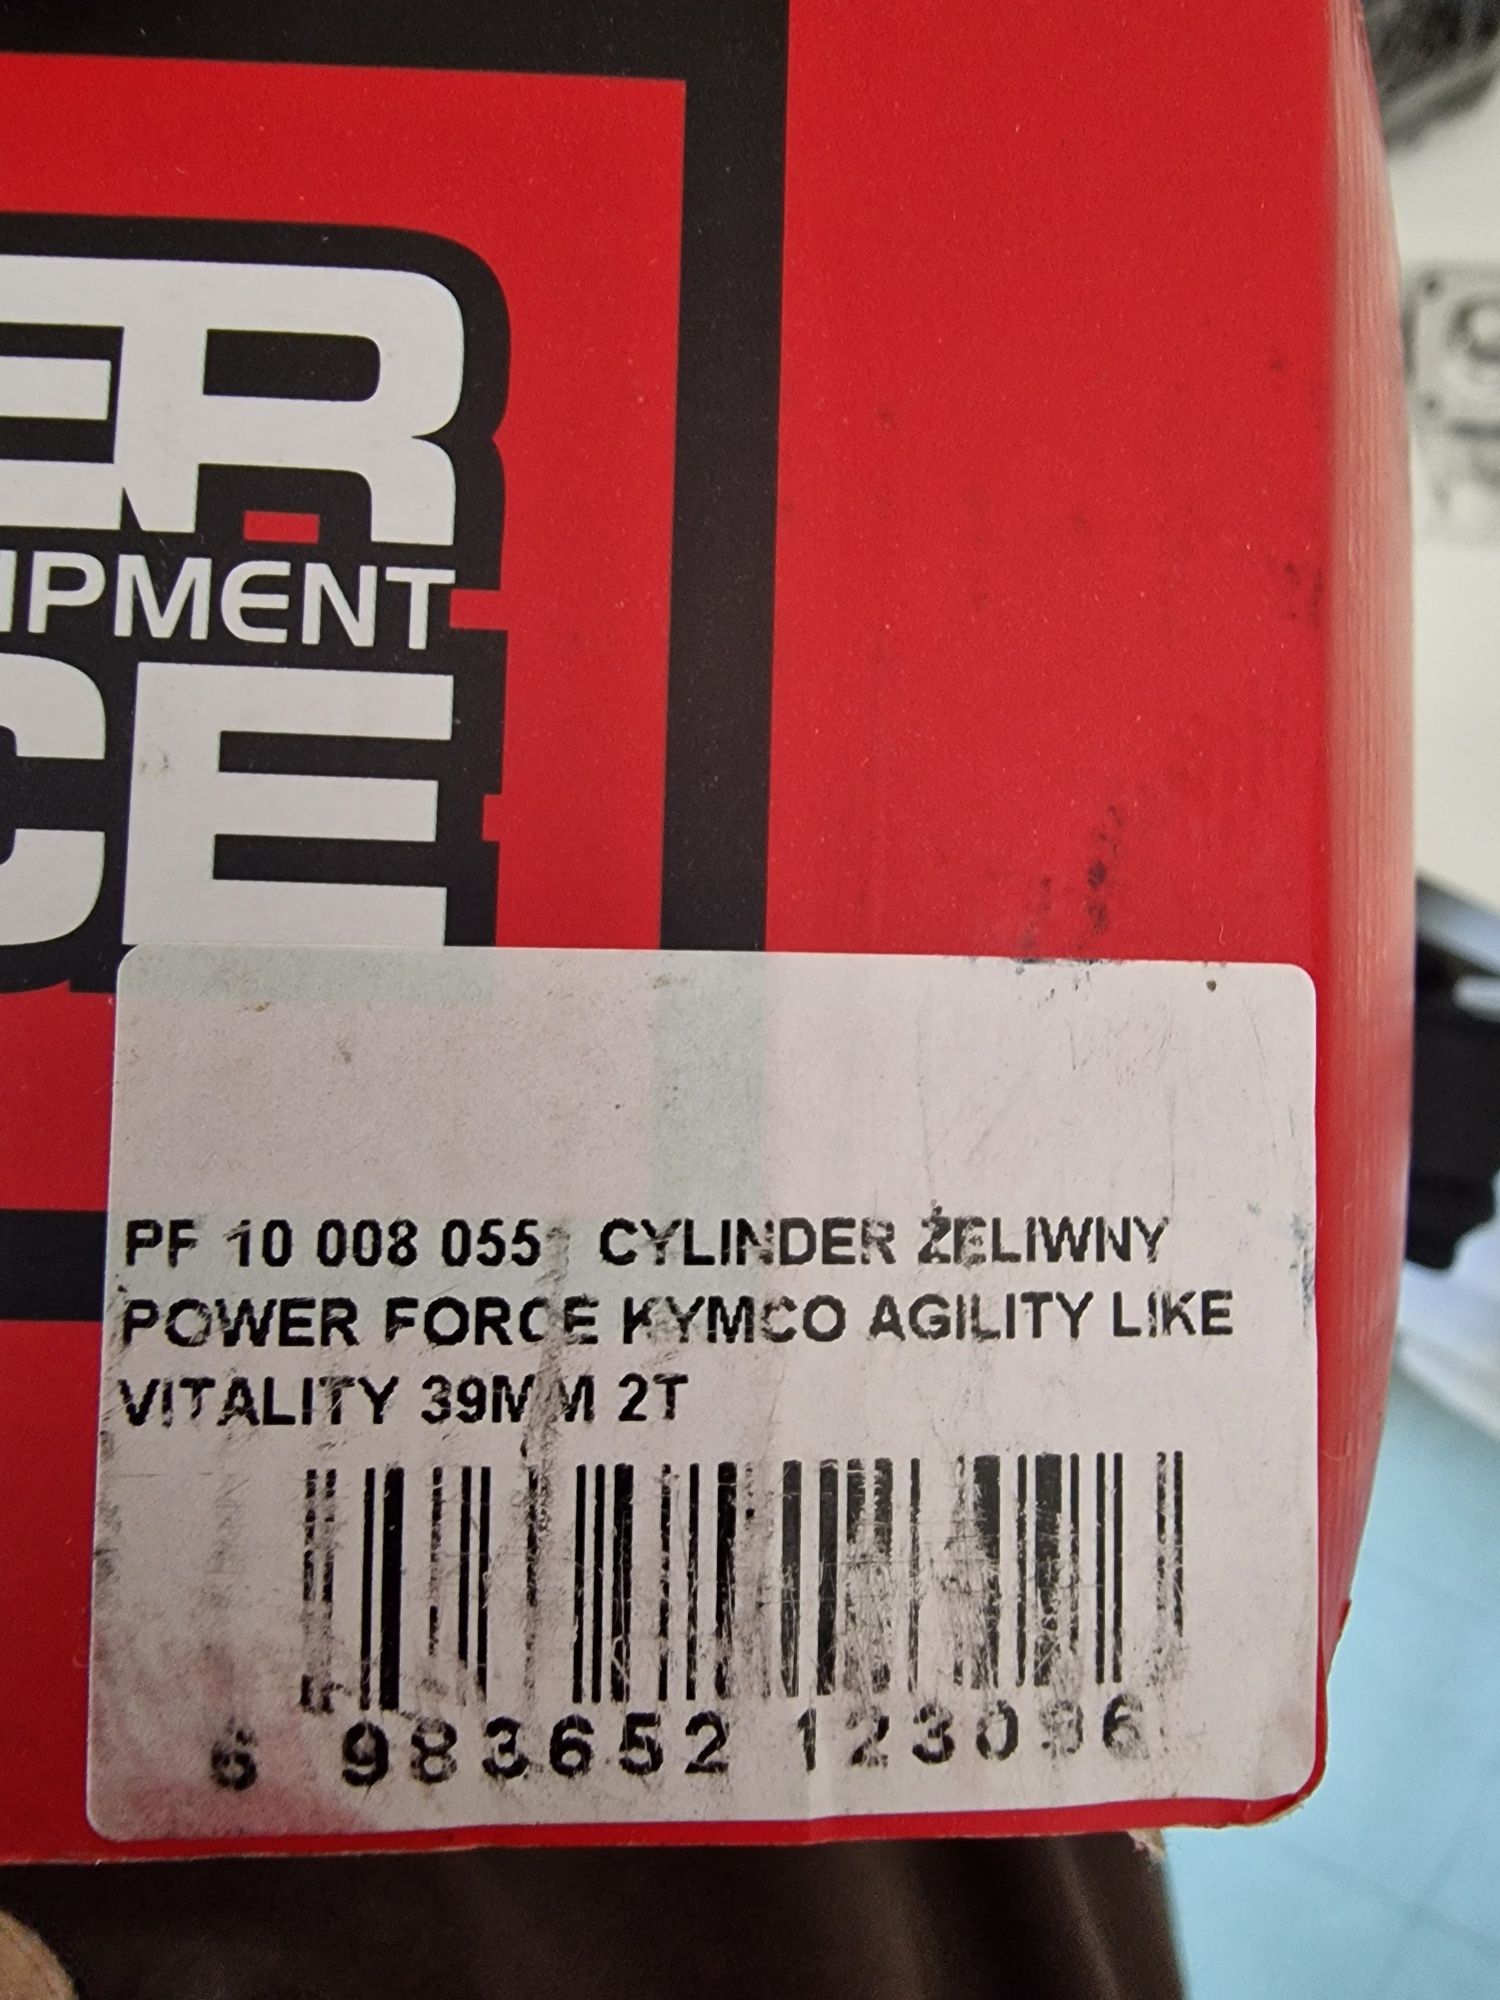 ER
IPMENT
CE
PF 10 008 055 CYLINDER ŻELIWNY
POWER FORCE KYMCO AGILITY LIKE
VITALITY 39MM 2T
6 983652 123096